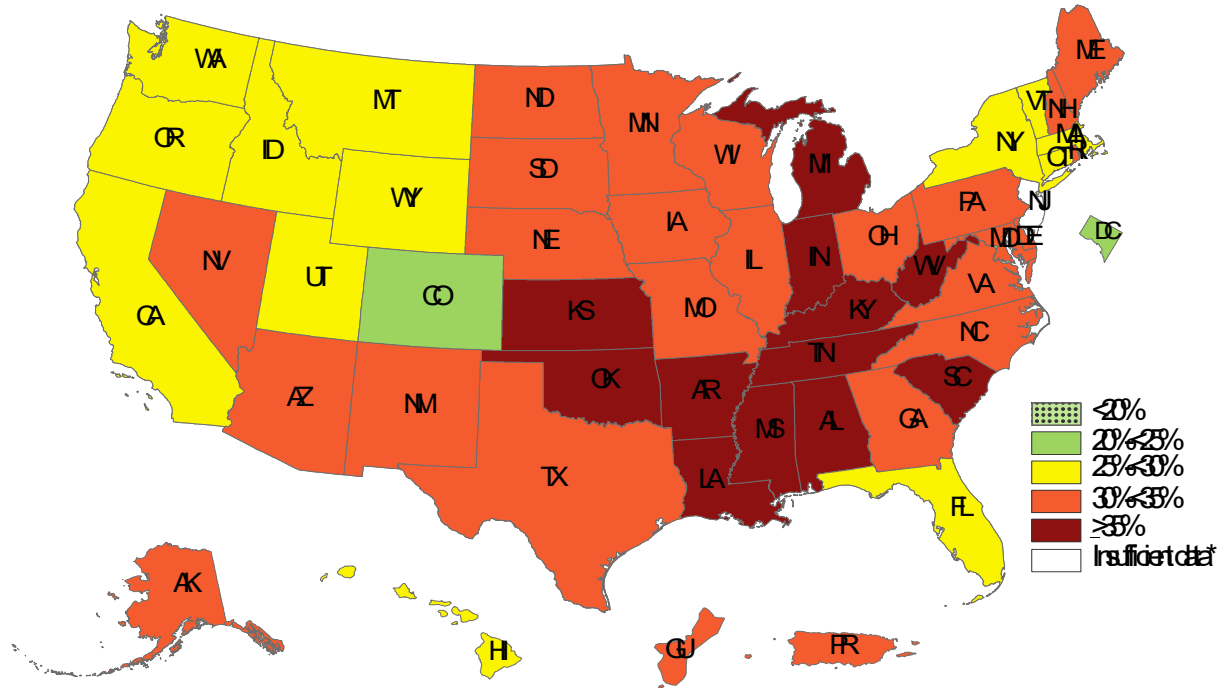 ME
WA
MT
ND
VT
NH
MN
MA
OR
NY
RI
ID
WI
CT
SD
MI
WY
PA
NJ
IA
DC
NE
OH
MD
DE
NV
IL
IN
WV
UT
VA
CO
MO
CA
KS
KY
NC
TN
OK
SC
AR
AZ
NM
<20%
MS
AL
GA
20%-<25%
25%-<30%
TX
LA
30%-<35%
FL
≥35%
Insufficient data*
AK
HI
GU
PR